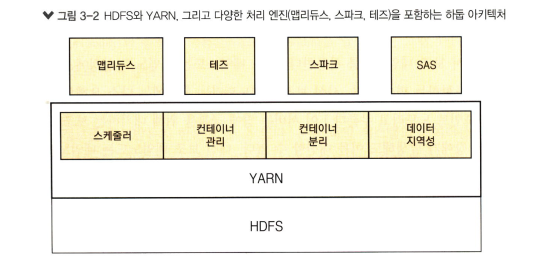 ♥ 그림 3-2 HDFS와 YARN, 그리고 다양한 처리 엔진(맵리듀스, 스파크, 테즈)을 포함하는 하둡 아키텍처
맵리듀스 테즈 스파크 SAS
스케줄러 컨테이너 관리 컨테이너 분리 데이터 지역성
YARN
HDFS